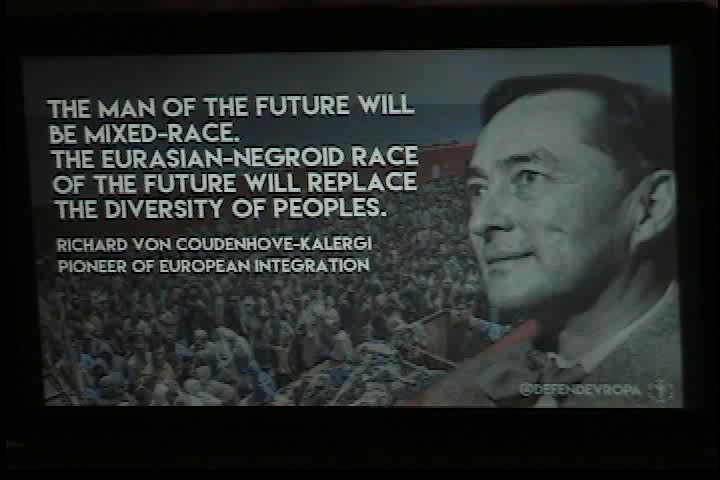 THE MAN OF THE FUTURE WILL
BE MIXED-RACE.
THE EURASIAN-NEGROID RACE
OF THE FUTURE WILL REPLACE
THE DIVERSITY OF PEOPLES.
RICHARD VON COUDENHOVE-KALERGI
PIONEER OF EUROPEAN INTEGRATION
@DEFENDEVROPA